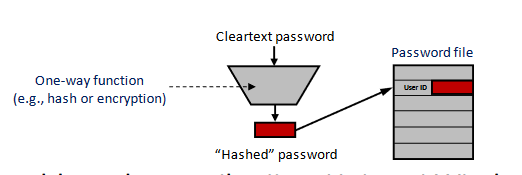 Cleartext password
Password file
One-way function
(e.g., hash or encryption)
User ID
“Hashed” password